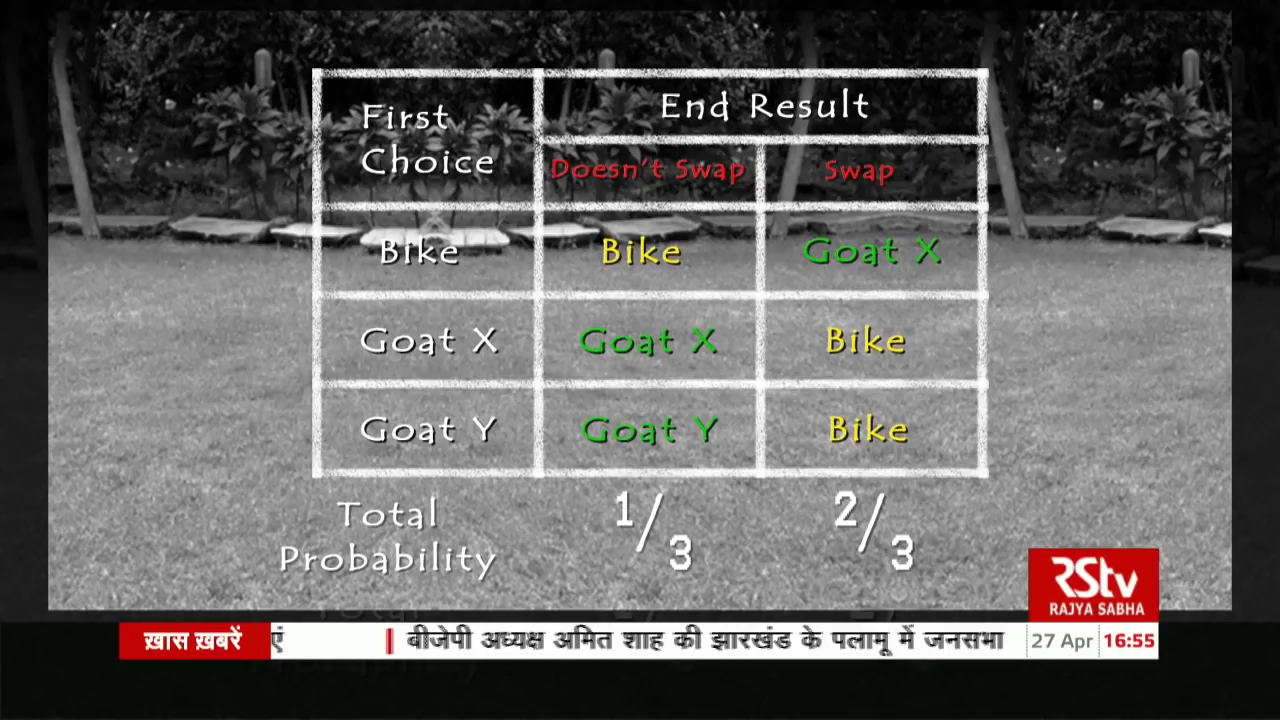 First Choice
End Result
Doesn't Swap
Swap
Bike
Bike
Goat X
Goat X
Goat X
Bike
Goat Y
Goat Y
Bike
Total Probability
1/3
2/3
RStv
RAJYA SABHA
ख़ास ख़बरें
एं
| बीजेपी अध्यक्ष अमित शाह की झारखंड के पलामू में जनसभा
27 Apr
16:55